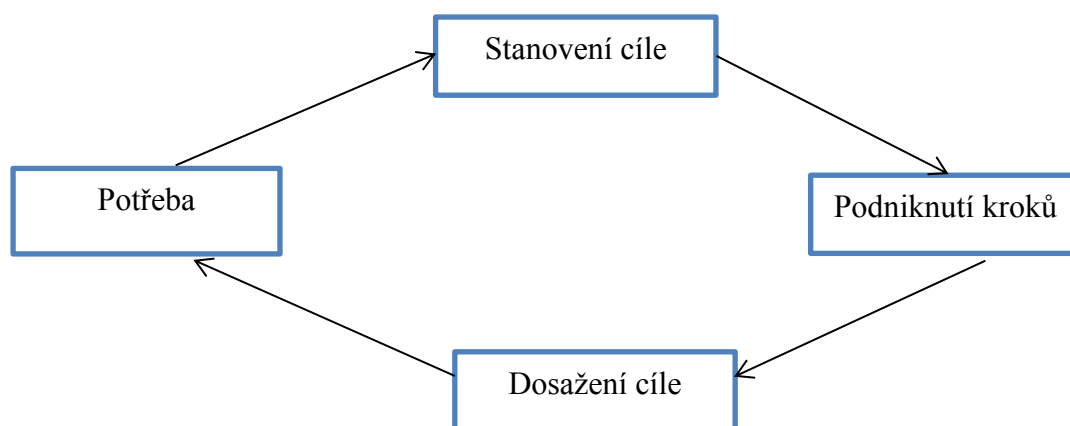 Stanovení cíle
Potřeba
Podniknutí kroků
Dosažení cíle